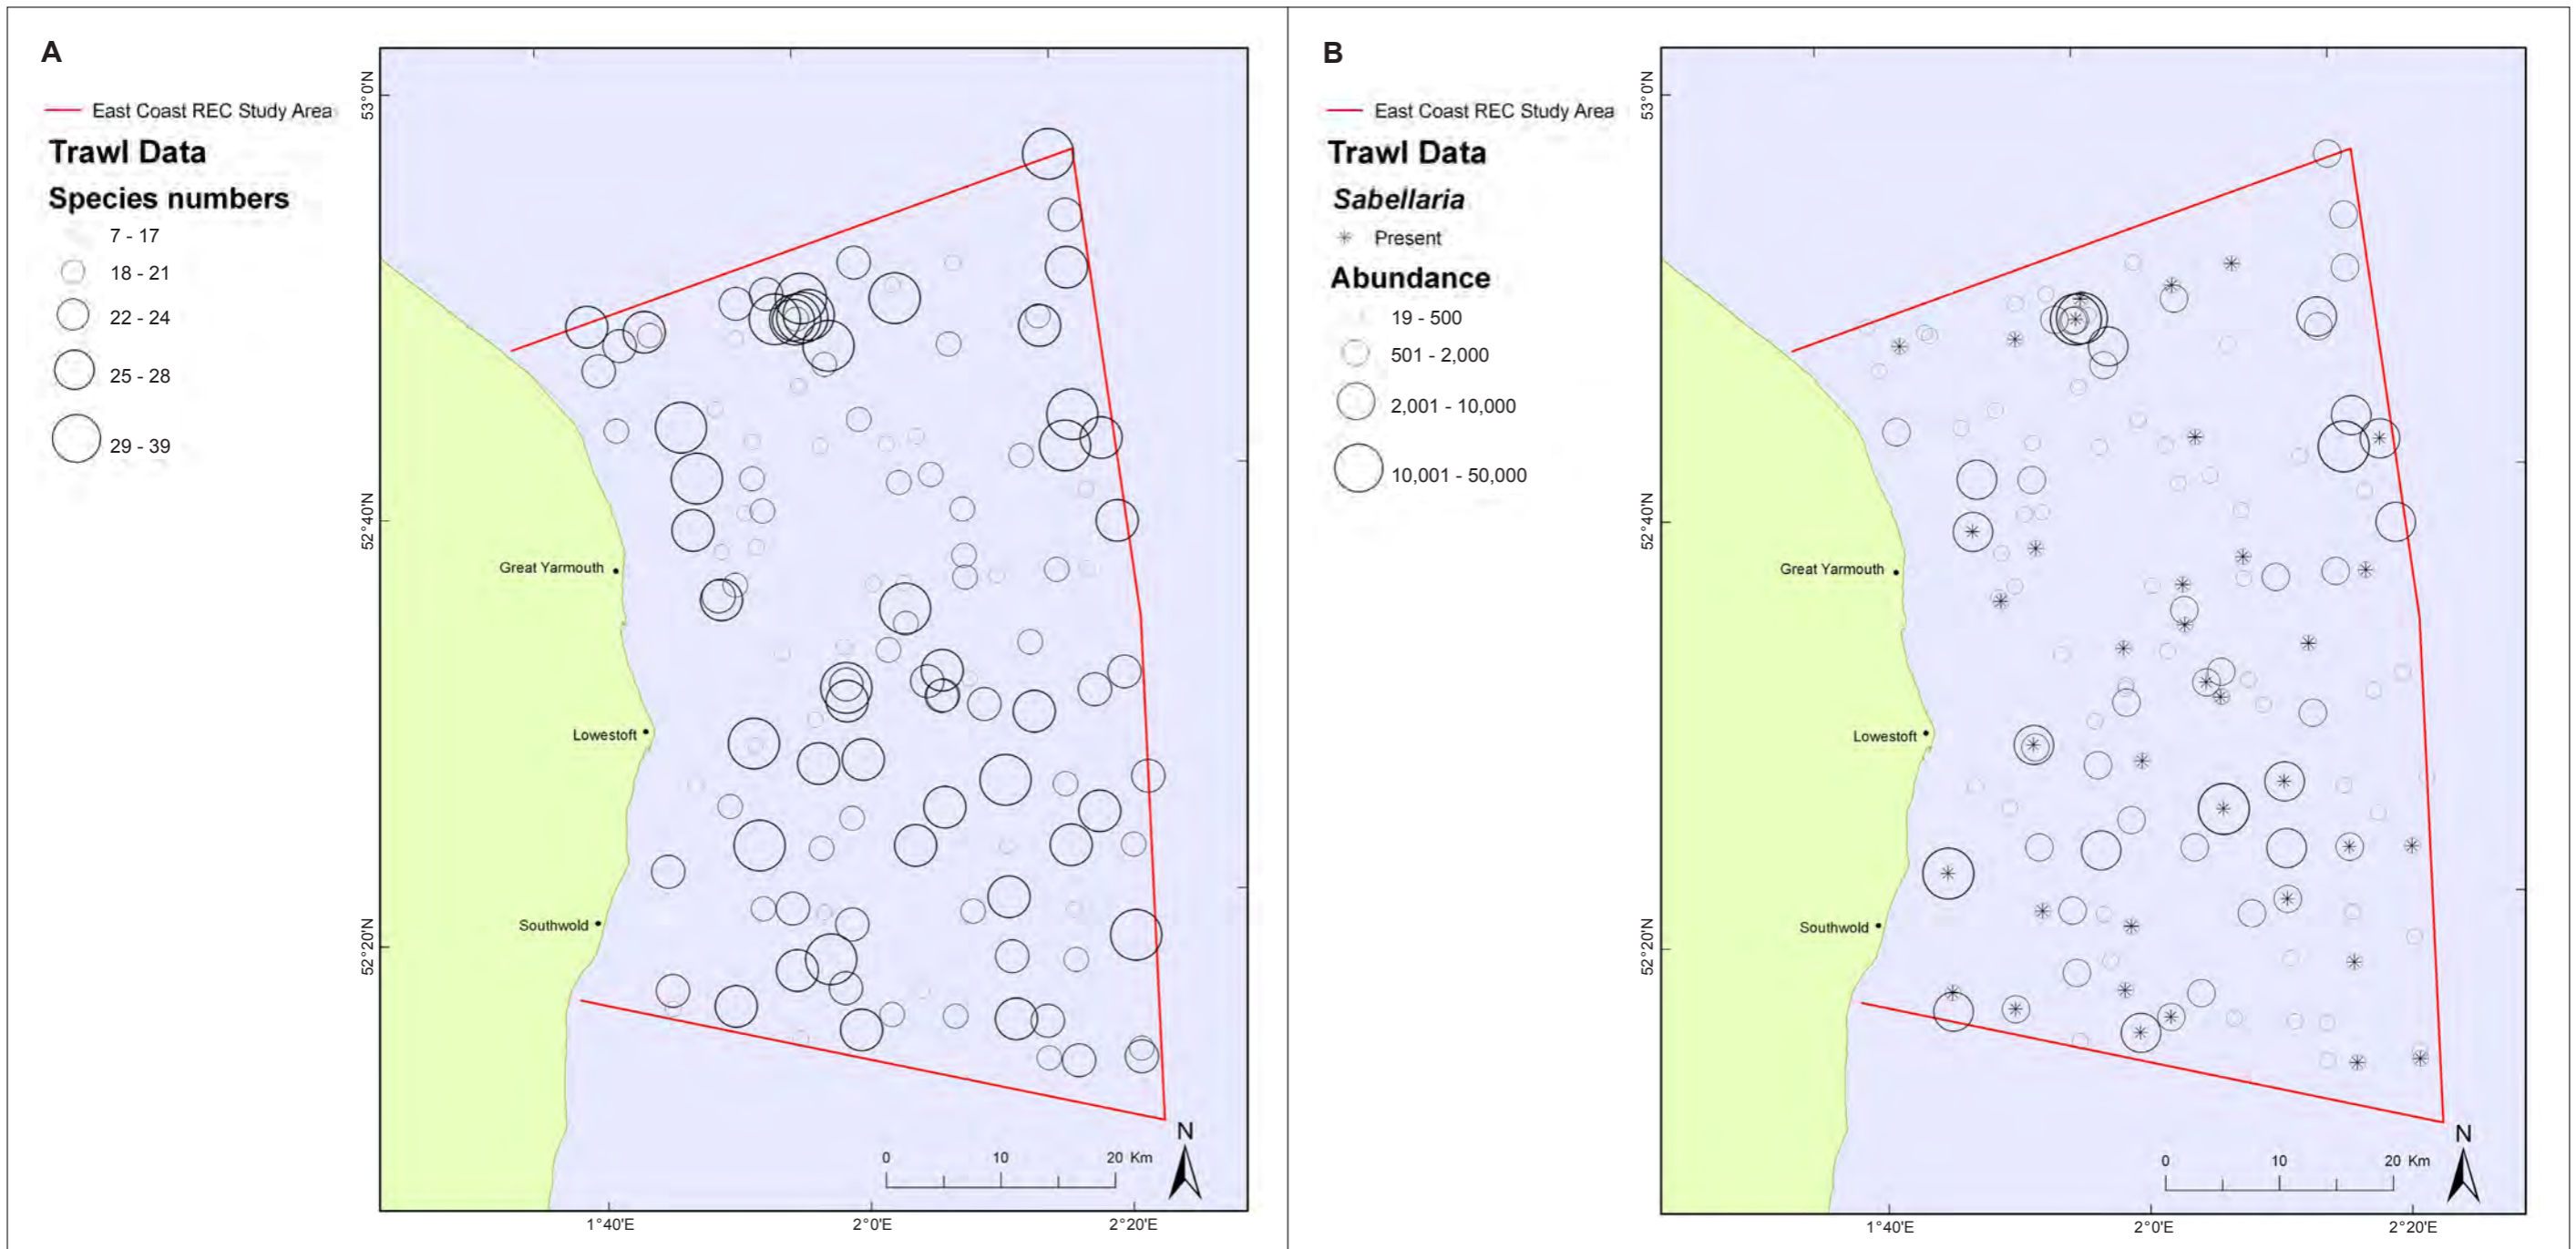 A
East Coast REC Study Area
Trawl Data
Species numbers
7 - 17
18 - 21
22 - 24
25 - 28
29 - 39
53°0'N
52°40'N
52°20'N
Great Yarmouth
Lowestoft
Southwold
N
0 10 20 Km
1°40'E 2°0'E 2°20'E
B
East Coast REC Study Area
Trawl Data
Sabellaria
Present
Abundance
19 - 500
501 - 2,000
2,001 - 10,000
10,001 - 50,000
53°0'N
52°40'N
52°20'N
Great Yarmouth
Lowestoft
Southwold
N
0 10 20 Km
1°40'E 2°0'E 2°20'E